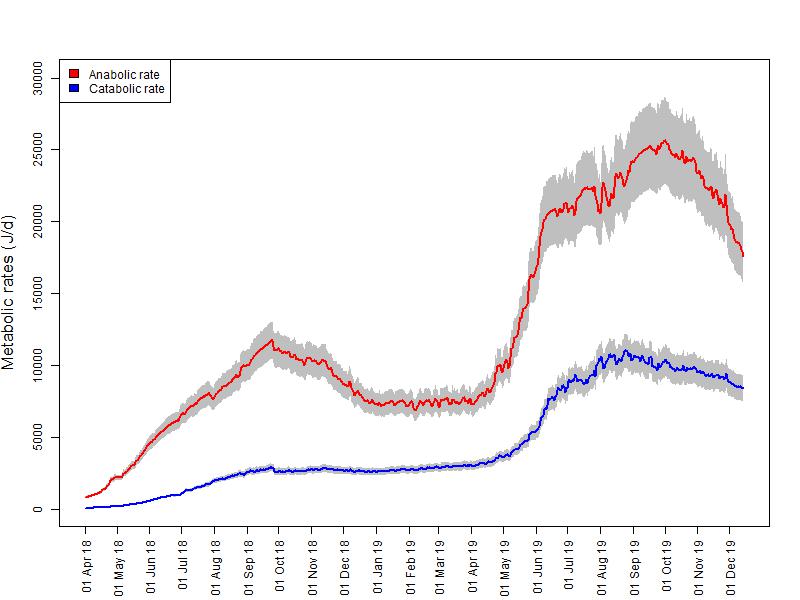 Anabolic rate
Catabolic rate
Metabolic rates (J/d)
30000
25000
20000
15000
10000
5000
0
01 Apr 18
01 May 18
01 Jun 18
01 Jul 18
01 Aug 18
01 Sep 18
01 Oct 18
01 Nov 18
01 Dec 18
01 Jan 19
01 Feb 19
01 Mar 19
01 Apr 19
01 May 19
01 Jun 19
01 Jul 19
01 Aug 19
01 Sep 19
01 Oct 19
01 Nov 19
01 Dec 19